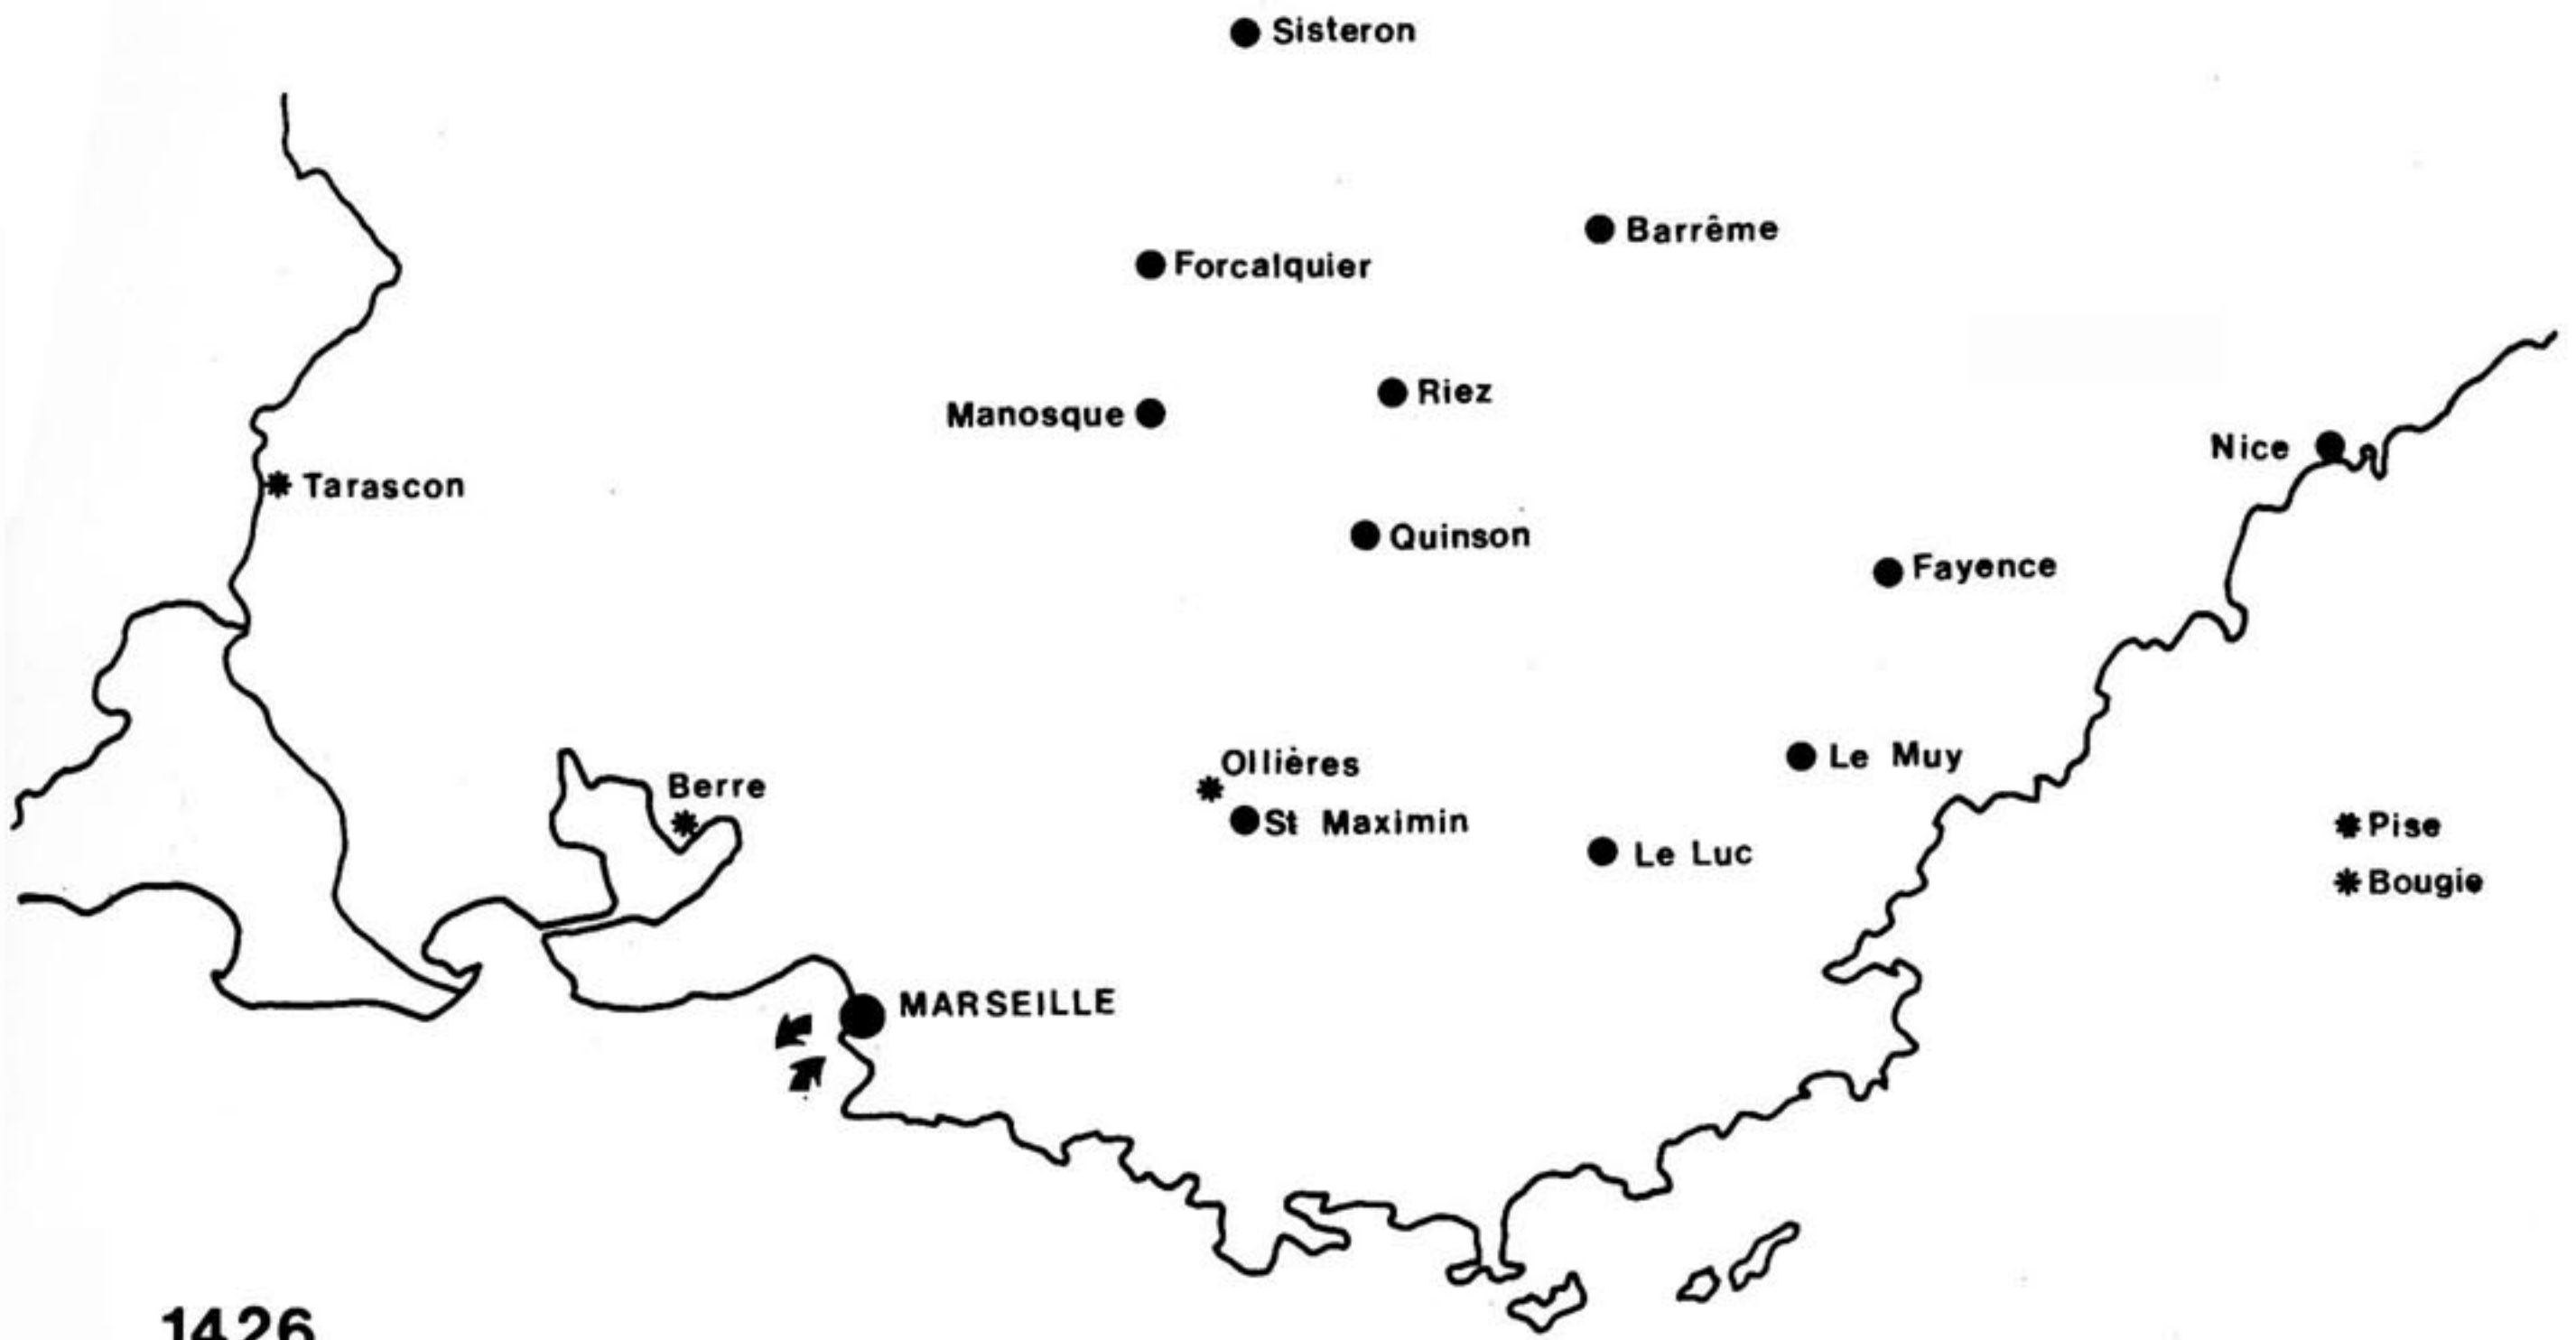 Sisteron
Barrême
Forcalquier
Riez
Manosque
Nice
Tarascon
Quinson
Fayence
Ollières
Le Muy
Berre
St Maximin
Pise
Le Luc
Bougie
MARSEILLE
1426